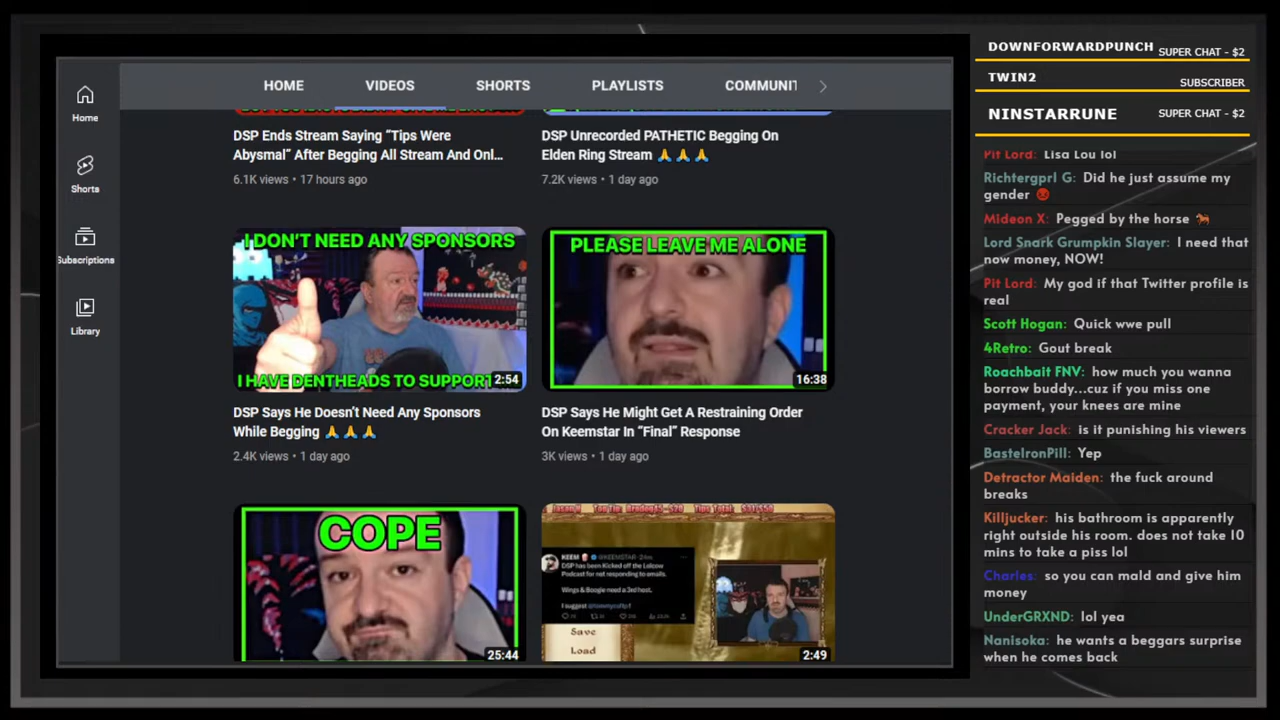 HOME
VIDEOS
SHORTS
PLAYLISTS
COMMUNIT
Home
Shorts
Subscriptions
Library
DSP Ends Stream Saying “Tips Were
Abysmal” After Begging All Stream And Onl...
6.1K views • 17 hours ago
DSP Unrecorded PATHETIC Begging On
Elden Ring Stream 🙏 🙏 🙏
7.2K views • 1 day ago
I DON'T NEED ANY SPONSORS
I HAVE DENTHEADS TO SUPPORT
2:54
DSP Says He Doesn’t Need Any Sponsors
While Begging 🙏 🙏 🙏
2.4K views • 1 day ago
PLEASE LEAVE ME ALONE
16:38
DSP Says He Might Get A Restraining Order
On Keemstar In “Final” Response
3K views • 1 day ago
COPE
25:44
KEEM
@KEEMSTAR
DSP has been Kicked off the Lolcow
Podcast for not responding to emails.
Wings & Boogie need a 3rd host.
I suggest
Save
Load
2:49
DOWNFORWARDPUNCH SUPER CHAT - $2
TWIN2 SUBSCRIBER
NINSTARRUNE SUPER CHAT - $2
Pit Lord: Lisa Lou lol
Richtergprl G: Did he just assume my
gender 😡
Mideon X: Pegged by the horse 🐎
Lord Snark Grumpkin Slayer: I need that
now money, NOW!
Pit Lord: My god if that Twitter profile is
real
Scott Hogan: Quick wwe pull
4Retro: Gout break
Roachbait FNV: how much you wanna
borrow buddy...cuz if you miss one
payment, your knees are mine
Cracker Jack: is it punishing his viewers
BasteIronPill: Yep
Detractor Maiden: the fuck around
breaks
Killjucker: his bathroom is apparently
right outside his room. does not take 10
mins to take a piss lol
Charles: so you can mald and give him
money
UnderGRXND: lol yea
Nanisoka: he wants a beggars surprise
when he comes back